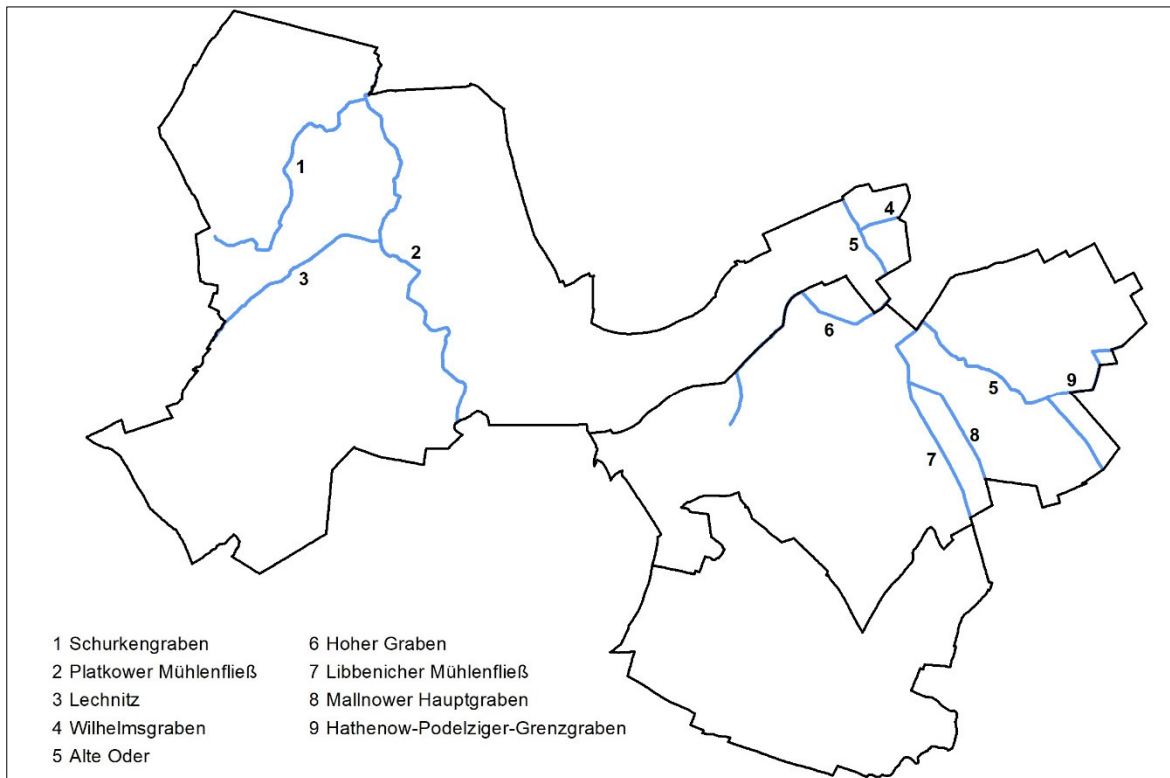 1
2
3
4
5
6
5
9
8
7
1 Schurkengraben
2 Platkower Mühlenfließ
3 Lechnitz
4 Wilhelmsgraben
5 Alte Oder
6 Hoher Graben
7 Libbenicher Mühlenfließ
8 Mallnower Hauptgraben
9 Hathenow-Podelziger-Grenzgraben